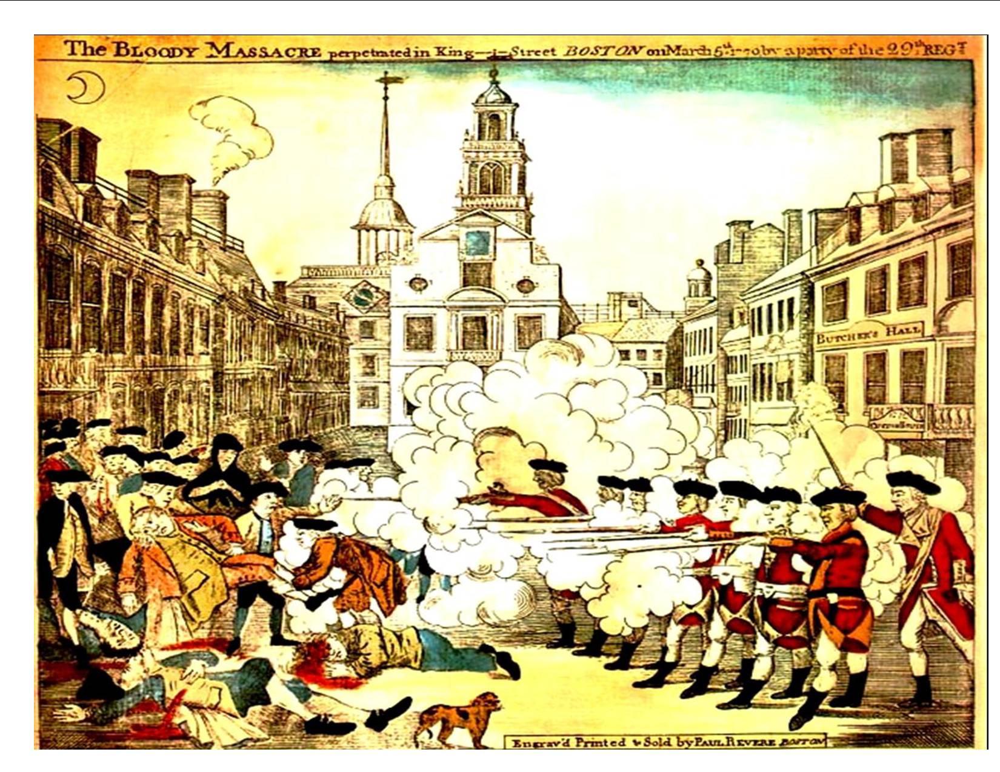 The BLOODY MASSACRE perpetrated in King Street BOSTON on March 5th 1770 by a party of the 29th REGT
BUTCHER'S HALL
Engrav'd Printed & Sold by PAUL REVERE BOSTON